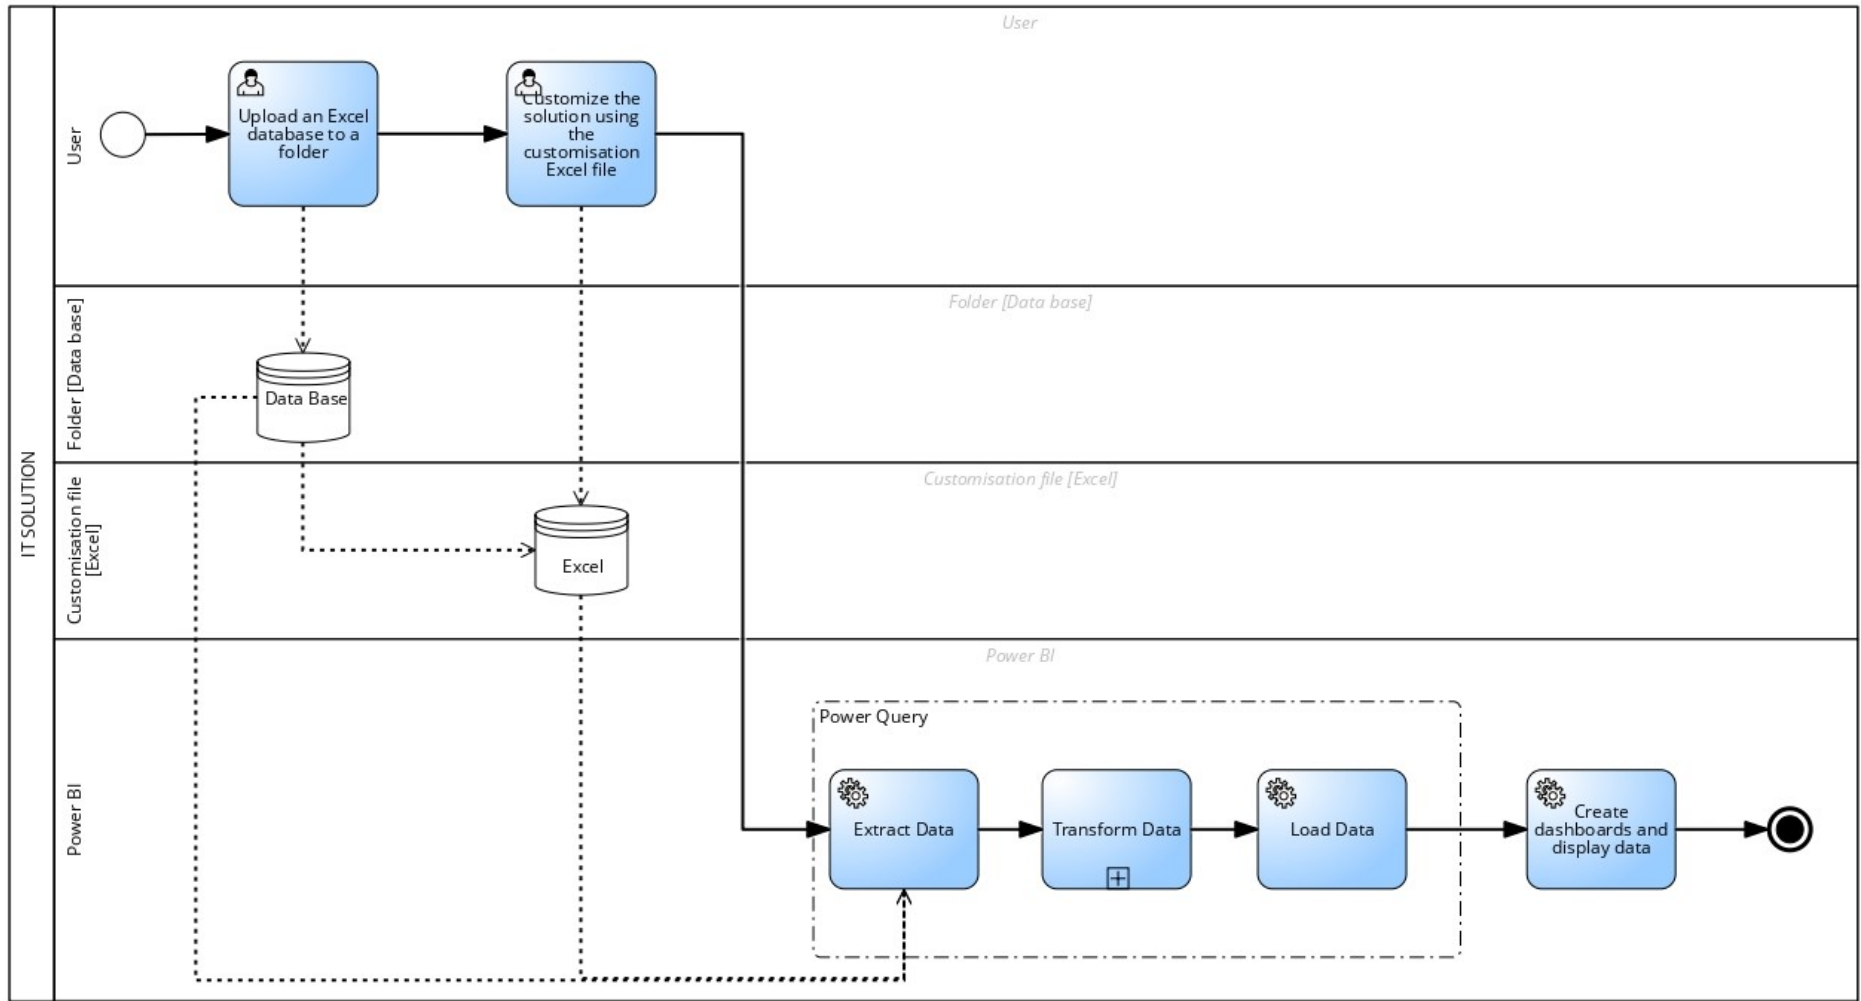 IT SOLUTION
User
User
Upload an Excel
database to a
folder
Customize the
solution using
the
customisation
Excel file
Folder [Data base]
Folder [Data base]
Data Base
Customisation file
[Excel]
Customisation file [Excel]
Excel
Power BI
Power BI
Power Query
Extract Data
Transform Data
Load Data
Create
dashboards and
display data